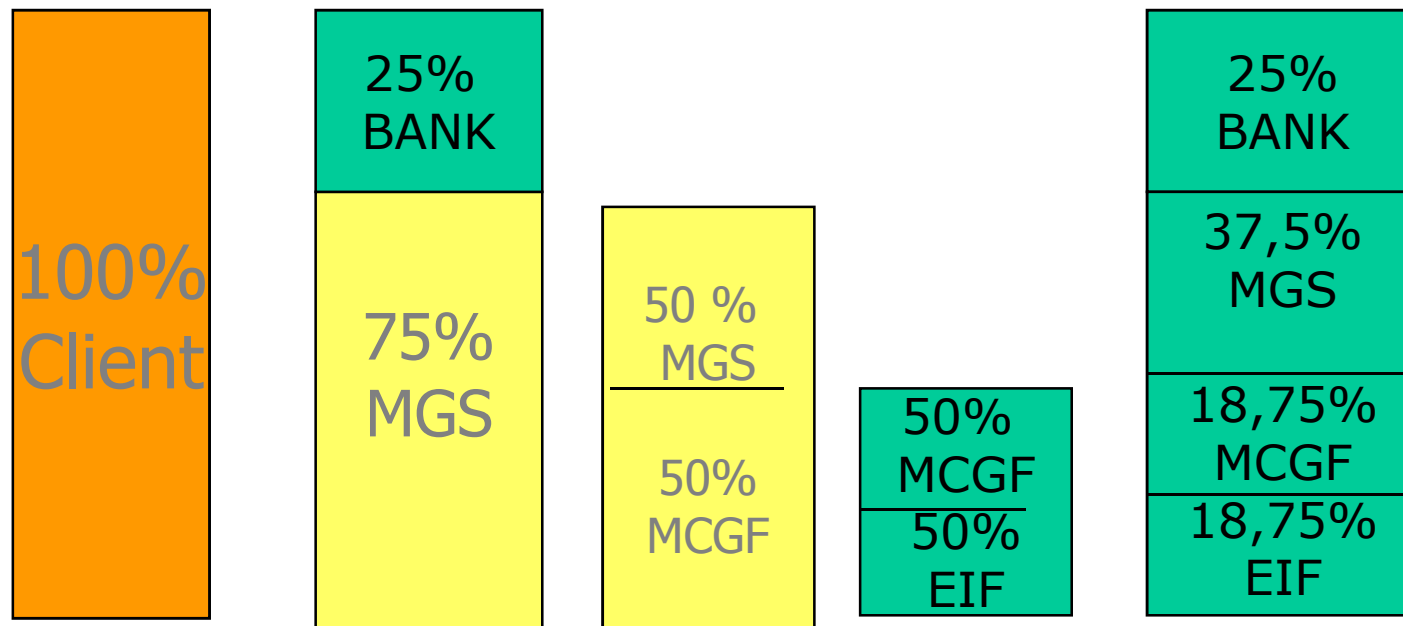 100%
Client
25%
BANK
75%
MGS
50 %
MGS
50%
MCGF
50%
MCGF
50%
EIF
25%
BANK
37,5%
MGS
18,75%
MCGF
18,75%
EIF